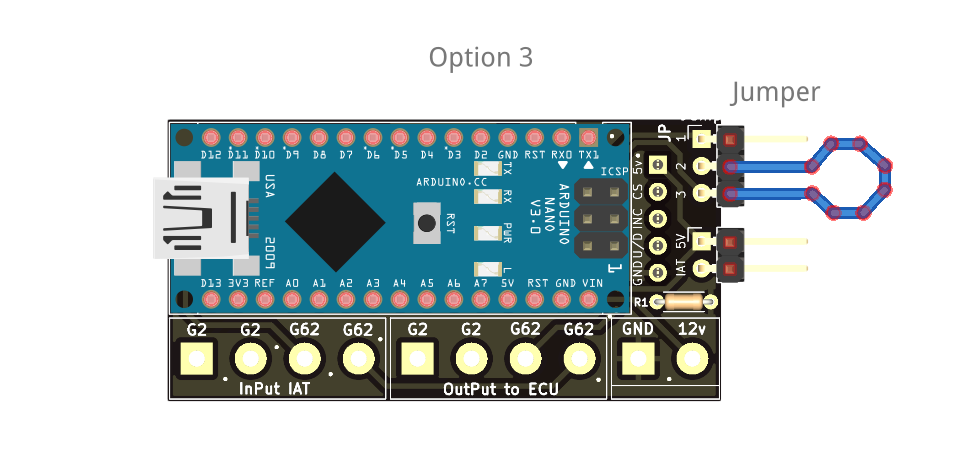 Option 3
Jumper
JP
1
2
3
D12 D11 D10 D9 D8 D7 D6 D5 D4 D3 D2 GND RST RX0 TX1
5v
CS
INC
U/D
GND
5V
IAT
ICSP
ARDUINO.CC
TX
RX
PWR
L
RST
USA
2009
ARDUINO
NANO
V3.0
1
D13 3V3 REF A0 A1 A2 A3 A4 A5 A6 A7 5V RST GND VIN
R1
G2 G2 G62 G62
G2 G2 G62 G62
GND 12v
InPut IAT
OutPut to ECU